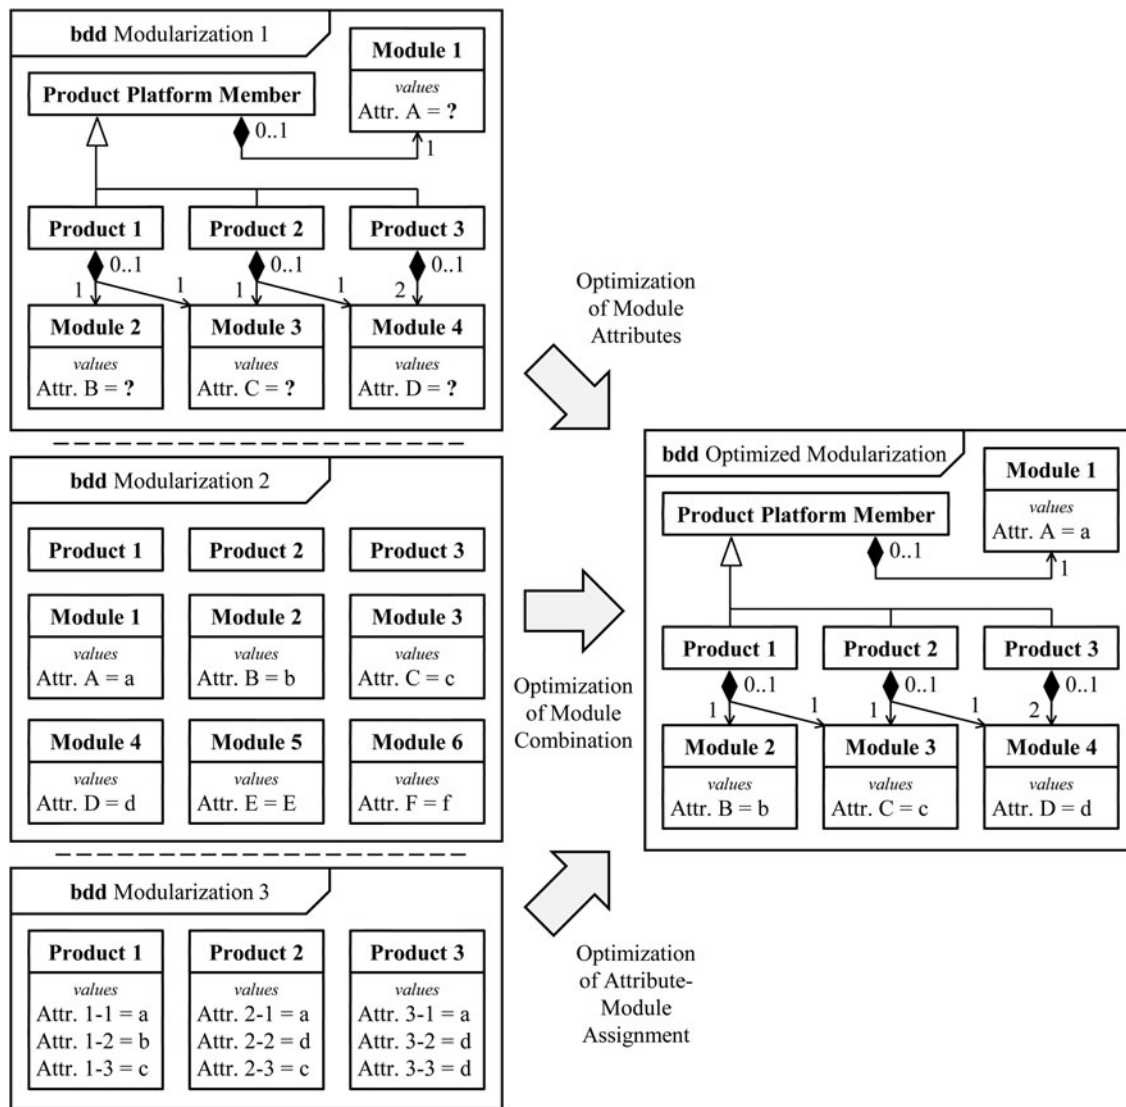 bdd Modularization 1
Module 1
values
Attr. A = ?
Product Platform Member
0..1
1
Product 1
Product 2
Product 3
0..1
0..1
0..1
1
1
1
1
2
Module 2
values
Attr. B = ?
Module 3
values
Attr. C = ?
Module 4
values
Attr. D = ?
Optimization
of Module
Attributes
bdd Modularization 2
Product 1
Product 2
Product 3
Module 1
values
Attr. A = a
Module 2
values
Attr. B = b
Module 3
values
Attr. C = c
Module 4
values
Attr. D = d
Module 5
values
Attr. E = E
Module 6
values
Attr. F = f
Optimization
of Module
Combination
bdd Modularization 3
Product 1
values
Attr. 1-1 = a
Attr. 1-2 = b
Attr. 1-3 = c
Product 2
values
Attr. 2-1 = a
Attr. 2-2 = d
Attr. 2-3 = c
Product 3
values
Attr. 3-1 = a
Attr. 3-2 = d
Attr. 3-3 = d
Optimization
of Attribute-
Module
Assignment
bdd Optimized Modularization
Module 1
values
Attr. A = a
Product Platform Member
0..1
1
Product 1
Product 2
Product 3
0..1
0..1
0..1
1
1
1
1
2
Module 2
values
Attr. B = b
Module 3
values
Attr. C = c
Module 4
values
Attr. D = d